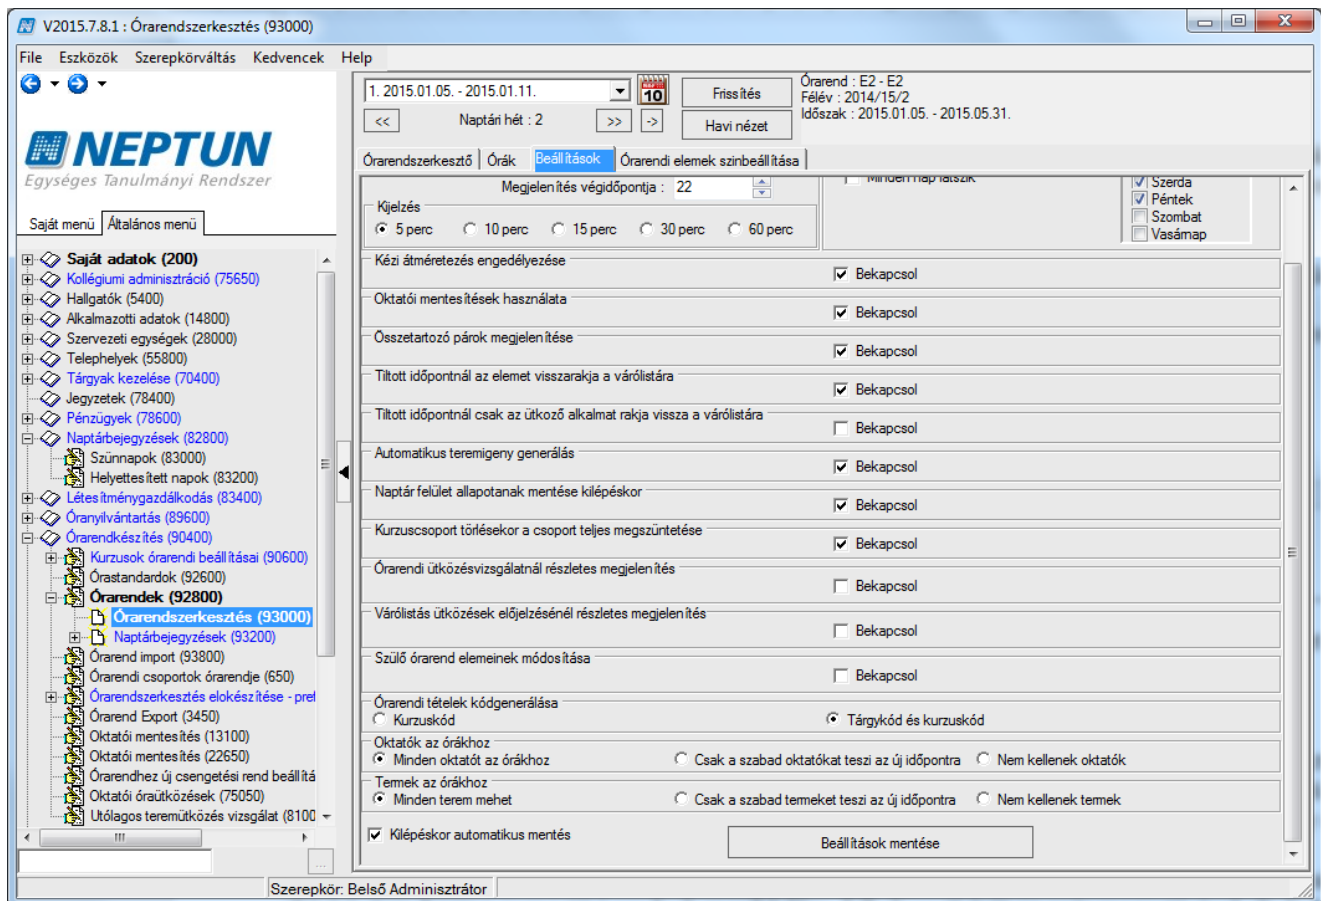 V2015.7.8.1 : Órarendszerkesztés (93000)
File Eszközök Szerepkörváltás Kedvencek Help
NEPTUN
Egységes Tanulmányi Rendszer
Saját menü Általános menü
Saját adatok (200)
Kollégiumi adminisztráció (75650)
Hallgatók (5400)
Alkalmazotti adatok (14800)
Szervezeti egységek (28000)
Telephelyek (55800)
Tárgyak kezelése (70400)
Jegyzetek (78400)
Pénzügyek (78600)
Naptárbejegyzések (82800)
Szünnapok (83000)
Helyettesített napok (83200)
Létesítménygazdálkodás (83400)
Óranyilvántartás (89600)
Órarendkészítés (90400)
Kurzusok órarendi beállításai (90600)
Órastandardok (92600)
Órarendek (92800)
Órarendszerkesztés (93000)
Naptárbejegyzések (93200)
Órarend import (93800)
Órarendi csoportok órarendje (650)
Órarendszerkesztés elokészítése - pref
Órarend Export (3450)
Oktatói mentesítés (13100)
Oktatói mentesítés (22650)
Órarendhez új csengetési rend beállítá
Oktatói óraütközések (75050)
Utólagos teremütközés vizsgálat (8100
...
1. 2015.01.05. - 2015.01.11.
10
<< Naptári hét : 2 >> ->
Frissítés
Havi nézet
Órarend : E2 - E2
Félév : 2014/15/2
Időszak : 2015.01.05. - 2015.05.31.
Órarendszerkesztő Órák Beállítások Órarendi elemek szinbeállítása
Megjelenítés végidőpontja : 22
Kijelzés
5 perc 10 perc 15 perc 30 perc 60 perc
Minden nap látszik
Szerda
Péntek
Szombat
Vasárnap
Kézi átméretezés engedélyezése
Bekapcsol
Oktatói mentesítések használata
Bekapcsol
Összetartozó párok megjelenítése
Bekapcsol
Tiltott időpontnál az elemet visszarakja a várólistára
Bekapcsol
Tiltott időpontnál csak az ütköző alkalmat rakja vissza a várólistára
Bekapcsol
Automatikus teremigeny generálás
Bekapcsol
Naptár felület allapotanak mentése kilépéskor
Bekapcsol
Kurzuscsoport törlésekor a csoport teljes megszüntetése
Bekapcsol
Órarendi ütközésvizsgálatnál részletes megjelenítés
Bekapcsol
Várólistás ütközések előjelzésénél részletes megjelenítés
Bekapcsol
Szülő órarend elemeinek módosítása
Bekapcsol
Órarendi tételek kódgenerálása
Kurzuskód Tárgykód és kurzuskód
Oktatók az órákhoz
Minden oktatót az órákhoz Csak a szabad oktatókat teszi az új időpontra Nem kellenek oktatók
Termek az órákhoz
Minden terem mehet Csak a szabad termeket teszi az új időpontra Nem kellenek termek
Kilépéskor automatikus mentés
Beállítások mentése
Szerepkör: Belső Adminisztrátor